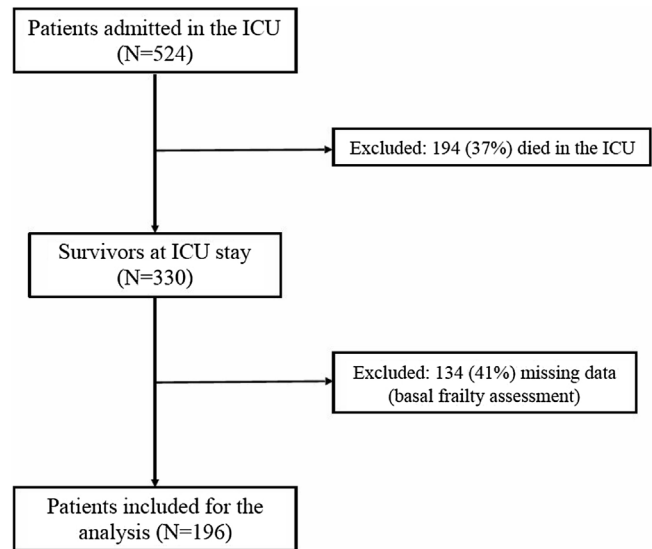 Patients admitted in the ICU
(N=524)
Excluded: 194 (37%) died in the ICU
Survivors at ICU stay
(N=330)
Excluded: 134 (41%) missing data
(basal frailty assessment)
Patients included for the
analysis (N=196)